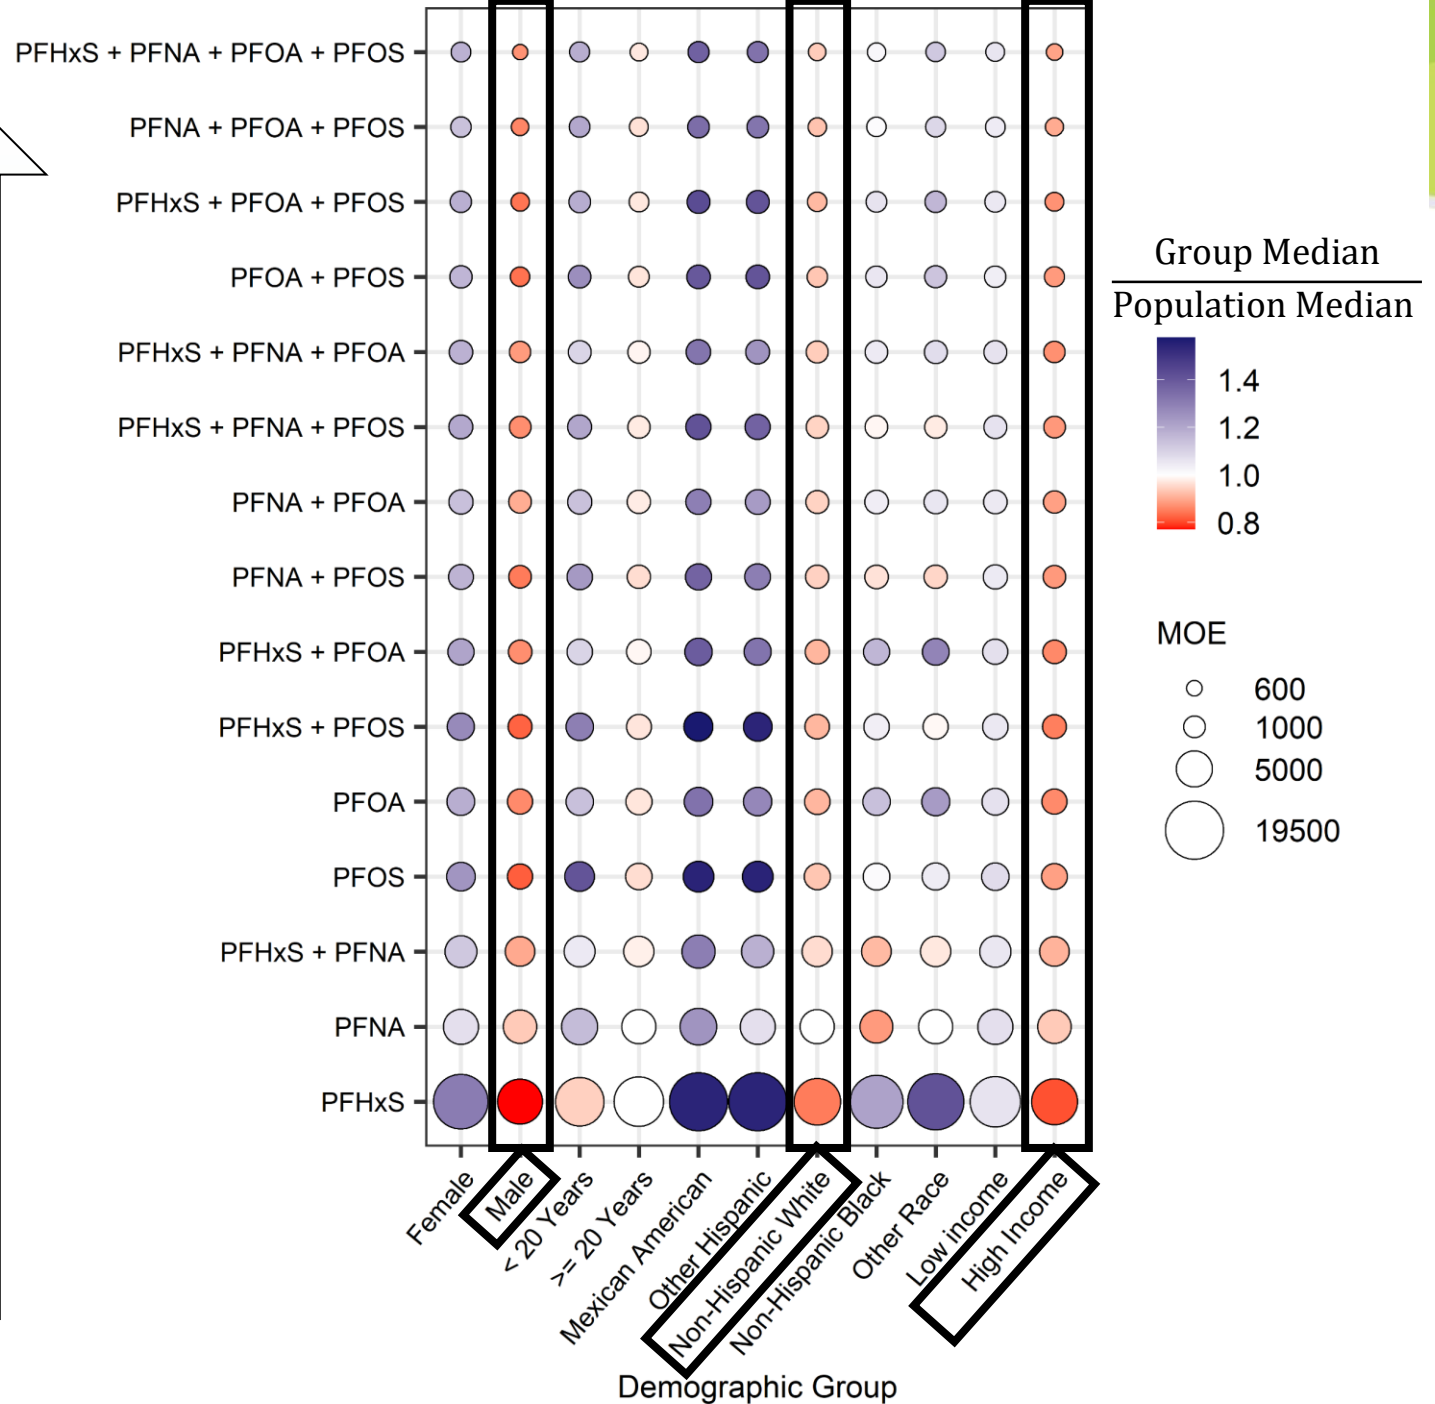 PFHxS + PFNA + PFOA + PFOS
PFNA + PFOA + PFOS
PFHxS + PFOA + PFOS
PFOA + PFOS
PFHxS + PFNA + PFOA
PFHxS + PFNA + PFOS
PFNA + PFOA
PFNA + PFOS
PFHxS + PFOA
PFHxS + PFOS
PFOA
PFOS
PFHxS + PFNA
PFNA
PFHxS
Female
Male
< 20 Years
>= 20 Years
Mexican American
Other Hispanic
Non-Hispanic White
Non-Hispanic Black
Other Race
Low income
High Income
Demographic Group
Group Median
Population Median
1.4
1.2
1.0
0.8
MOE
600
1000
5000
19500